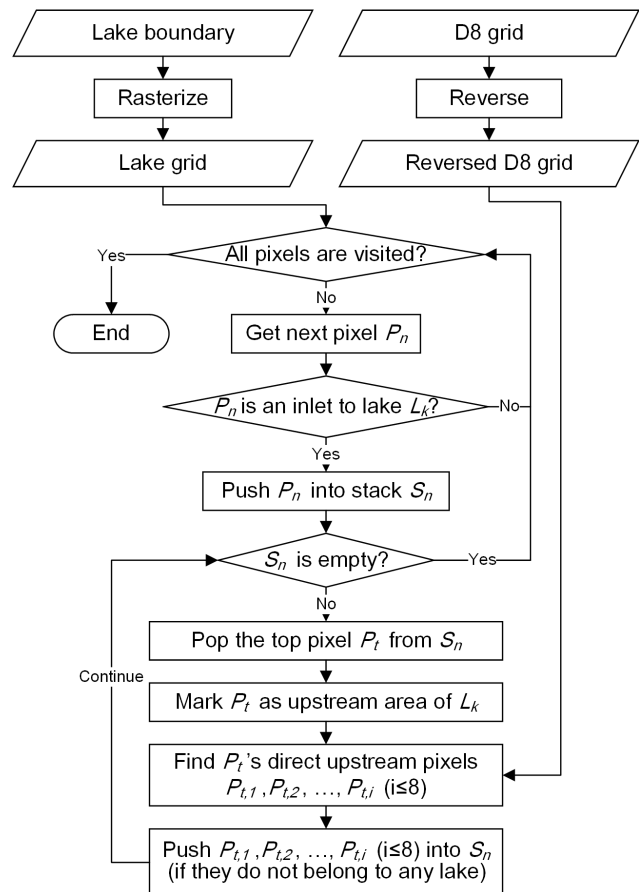 Lake boundary
D8 grid
Rasterize
Reverse
Lake grid
Reversed D8 grid
All pixels are visited?
Yes
No
End
Get next pixel Pn
Pn is an inlet to lake Lk?
No
Yes
Push Pn into stack Sn
Sn is empty?
Yes
No
Pop the top pixel Pt from Sn
Continue
Mark Pt as upstream area of Lk
Find Pt's direct upstream pixels
Pt,1 ,Pt,2, …, Pt,i (i≤8)
Push Pt,1 ,Pt,2, …, Pt,i (i≤8) into Sn
(if they do not belong to any lake)